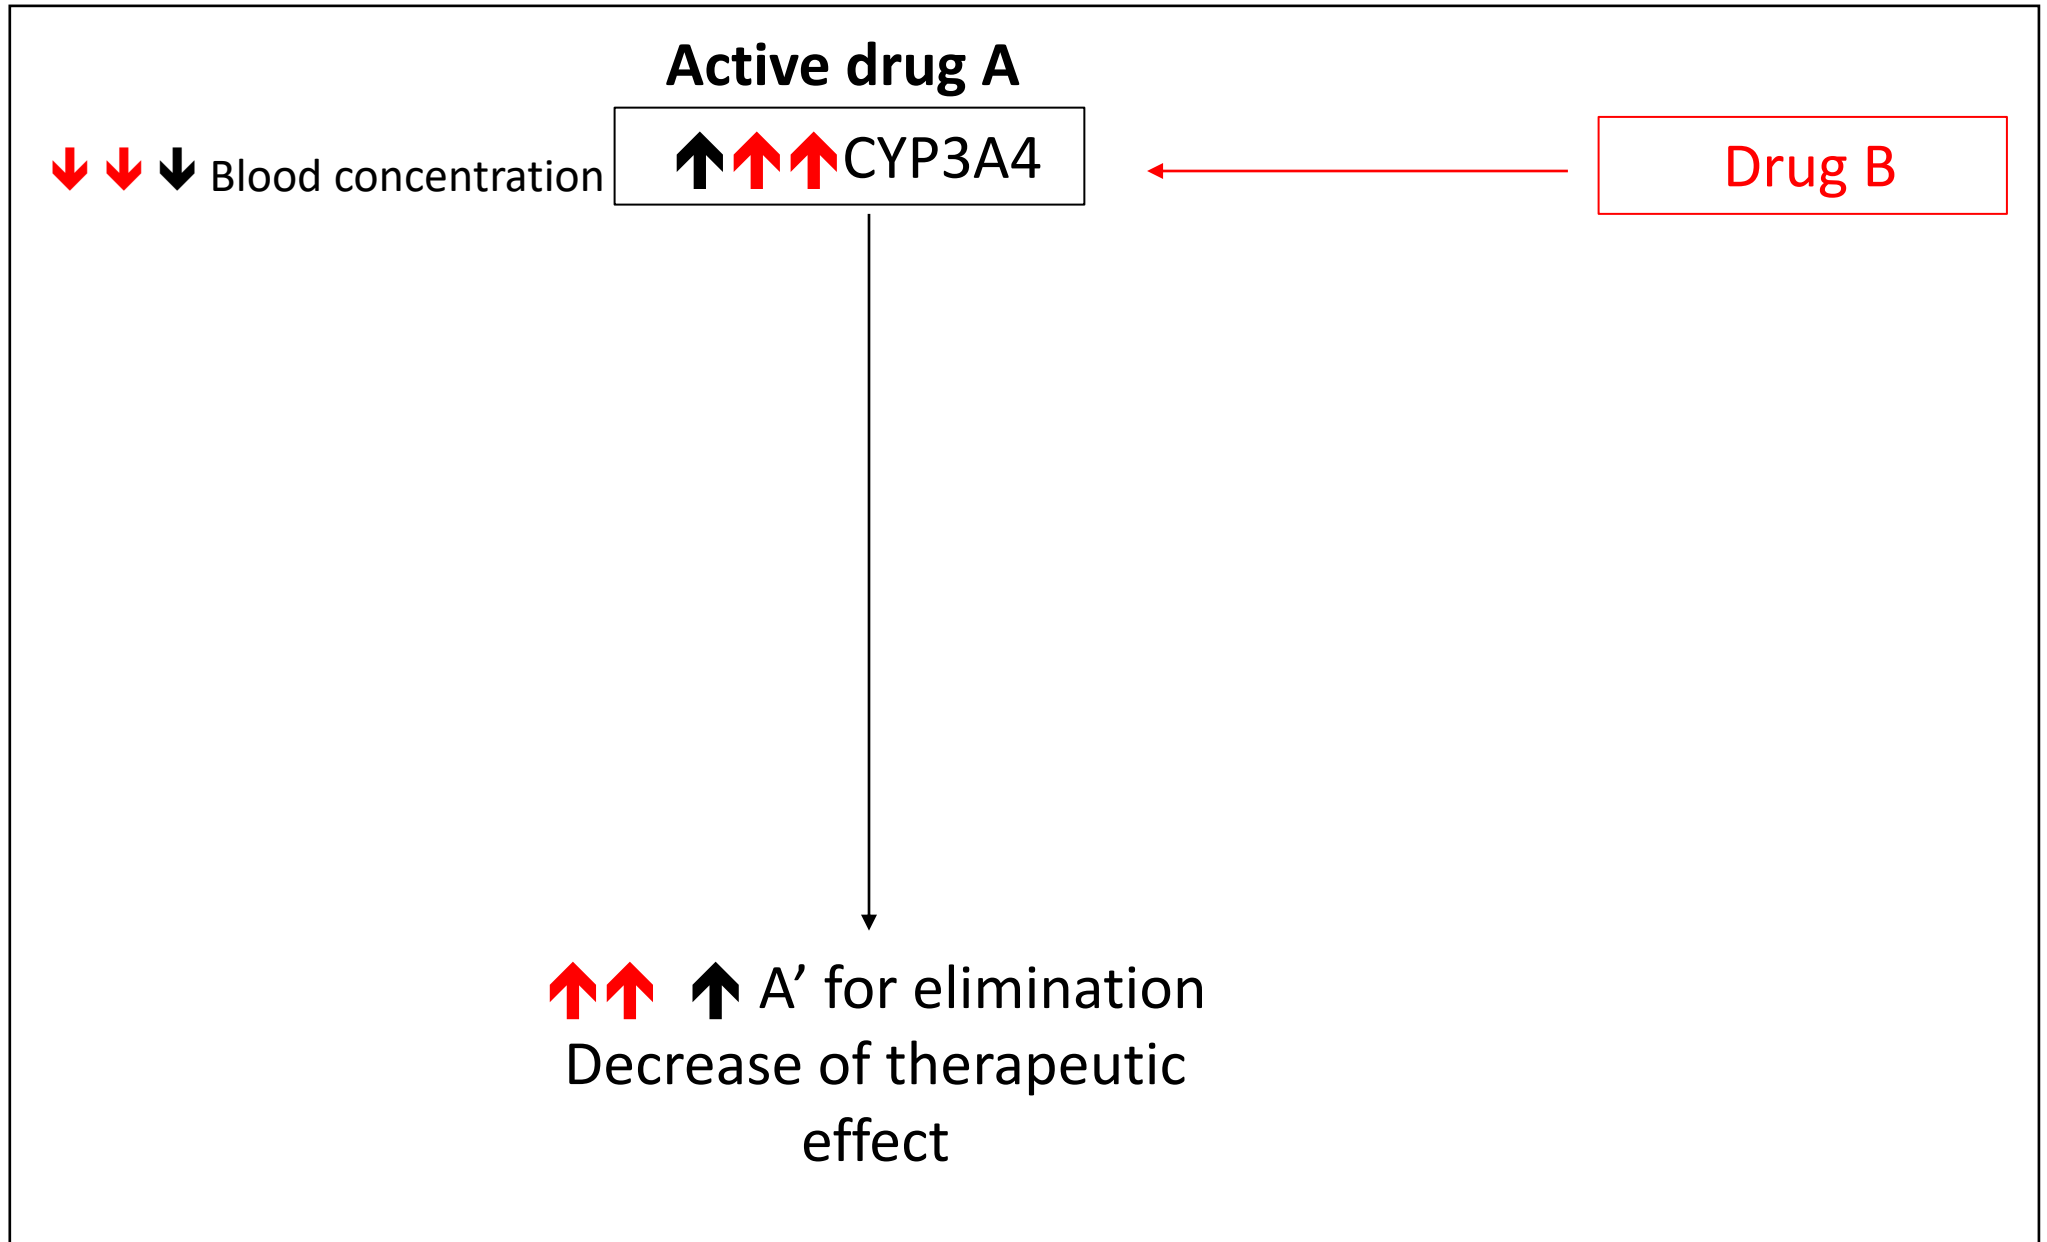 Active drug A
Blood concentration
CYP3A4
Drug B
A’ for elimination
Decrease of therapeutic
effect